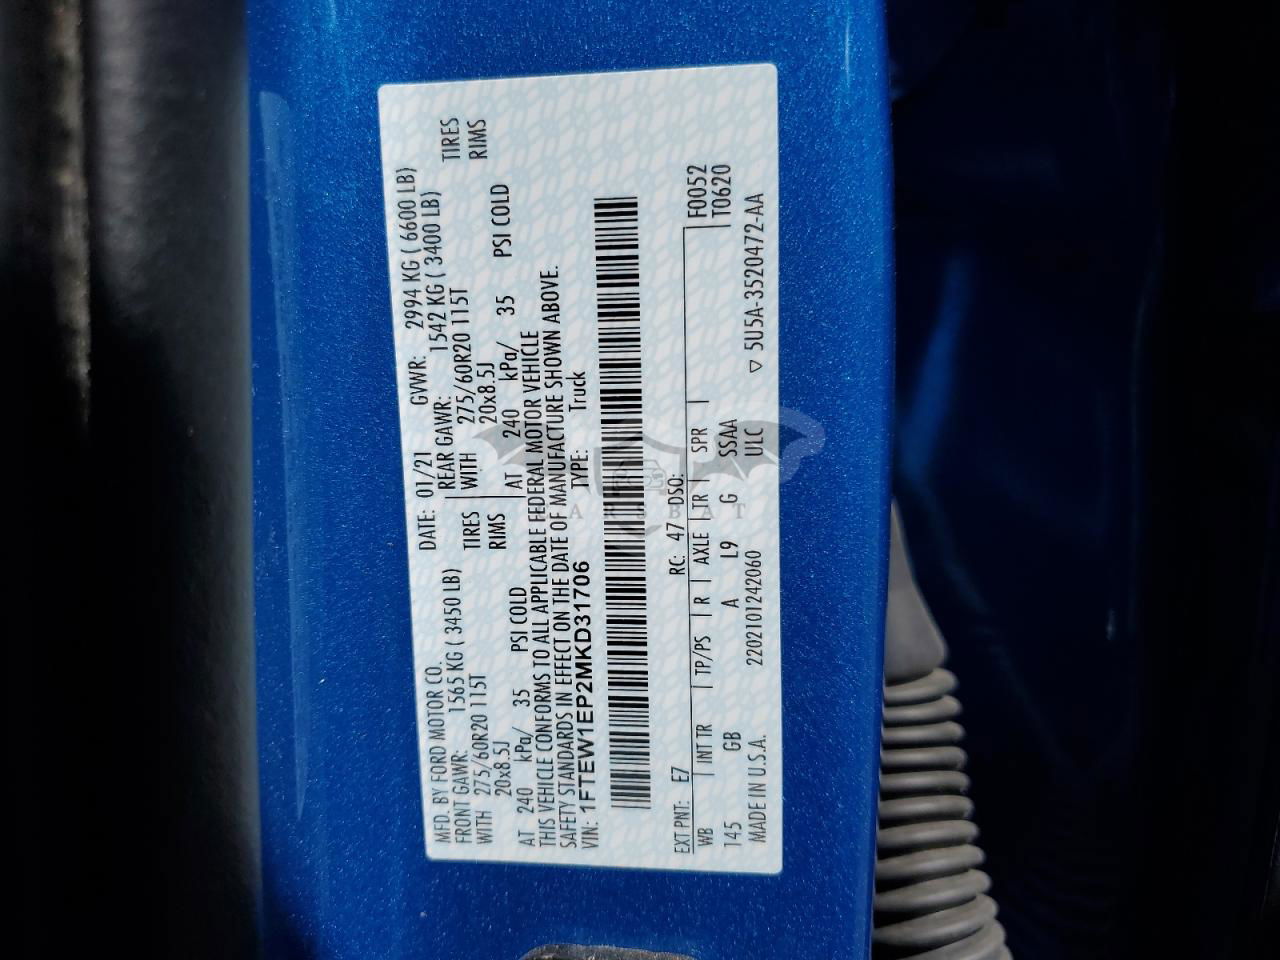 MFD. BY FORD MOTOR CO.
DATE: 01/21 GVWR: 2994 KG ( 6600 LB)
FRONT GAWR: 1565 KG ( 3450 LB)
REAR GAWR: 1542 KG ( 3400 LB)
WITH 275/60R20 115T TIRES
WITH 275/60R20 115T TIRES
20x8.5J RIMS
20x8.5J RIMS
AT 240 kPa/ 35 PSI COLD
AT 240 kPa/ 35 PSI COLD
THIS VEHICLE CONFORMS TO ALL APPLICABLE FEDERAL MOTOR VEHICLE
SAFETY STANDARDS IN EFFECT ON THE DATE OF MANUFACTURE SHOWN ABOVE.
VIN: 1FTEW1EP2MKD31706 TYPE: Truck
EXT PNT: E7 RC: 47 DSO: F0052
WB INT TR TP/PS R AXLE TR SPR T0620
145 GB A L9 G SSAA
MADE IN U.S.A. 220210124206​0 ULC ▽ 5U5A-3520472-AA
CARSBAT